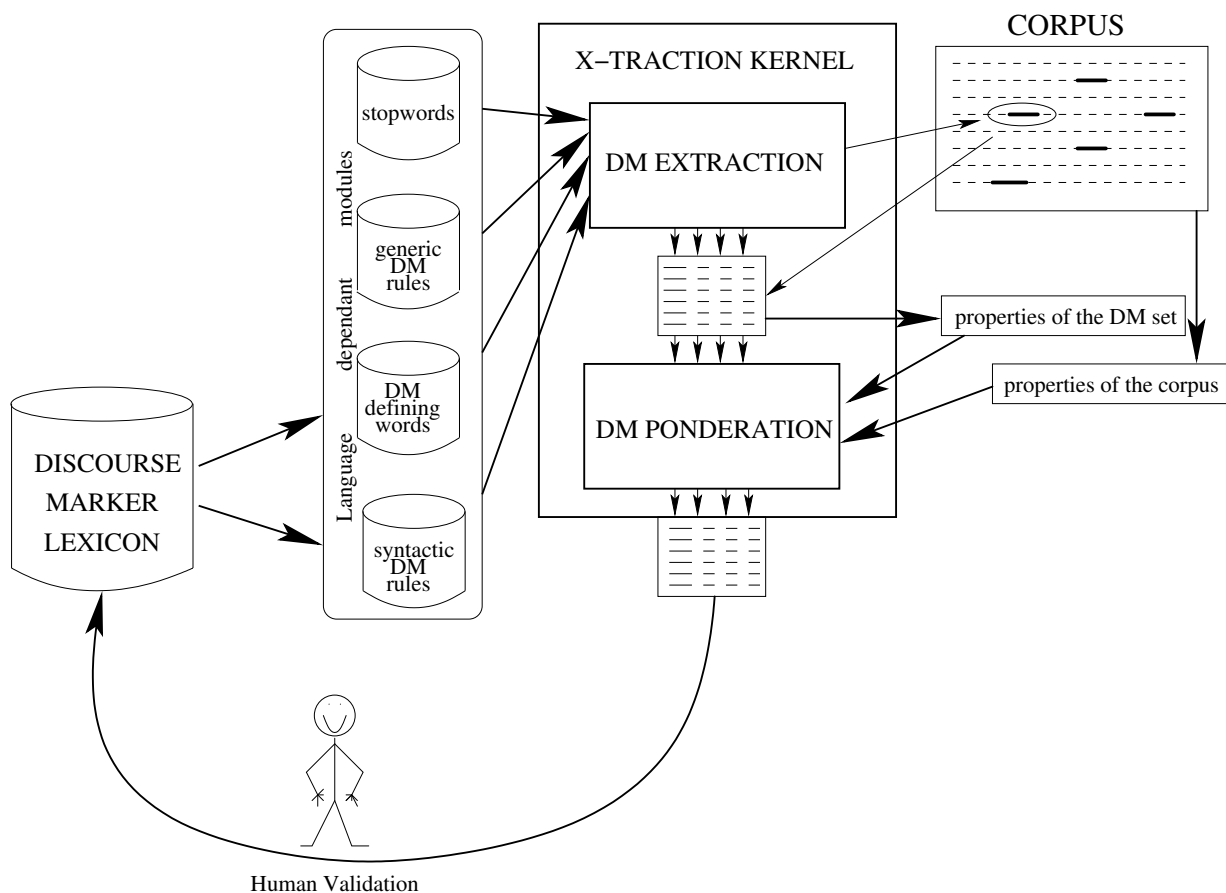 CORPUS
X−TRACTION KERNEL
stopwords
DM EXTRACTION
generic
DM
rules
properties of the DM set
properties of the corpus
DM
defining
words
DM PONDERATION
Language dependant modules
DISCOURSE
MARKER
LEXICON
syntactic
DM
rules
Human Validation